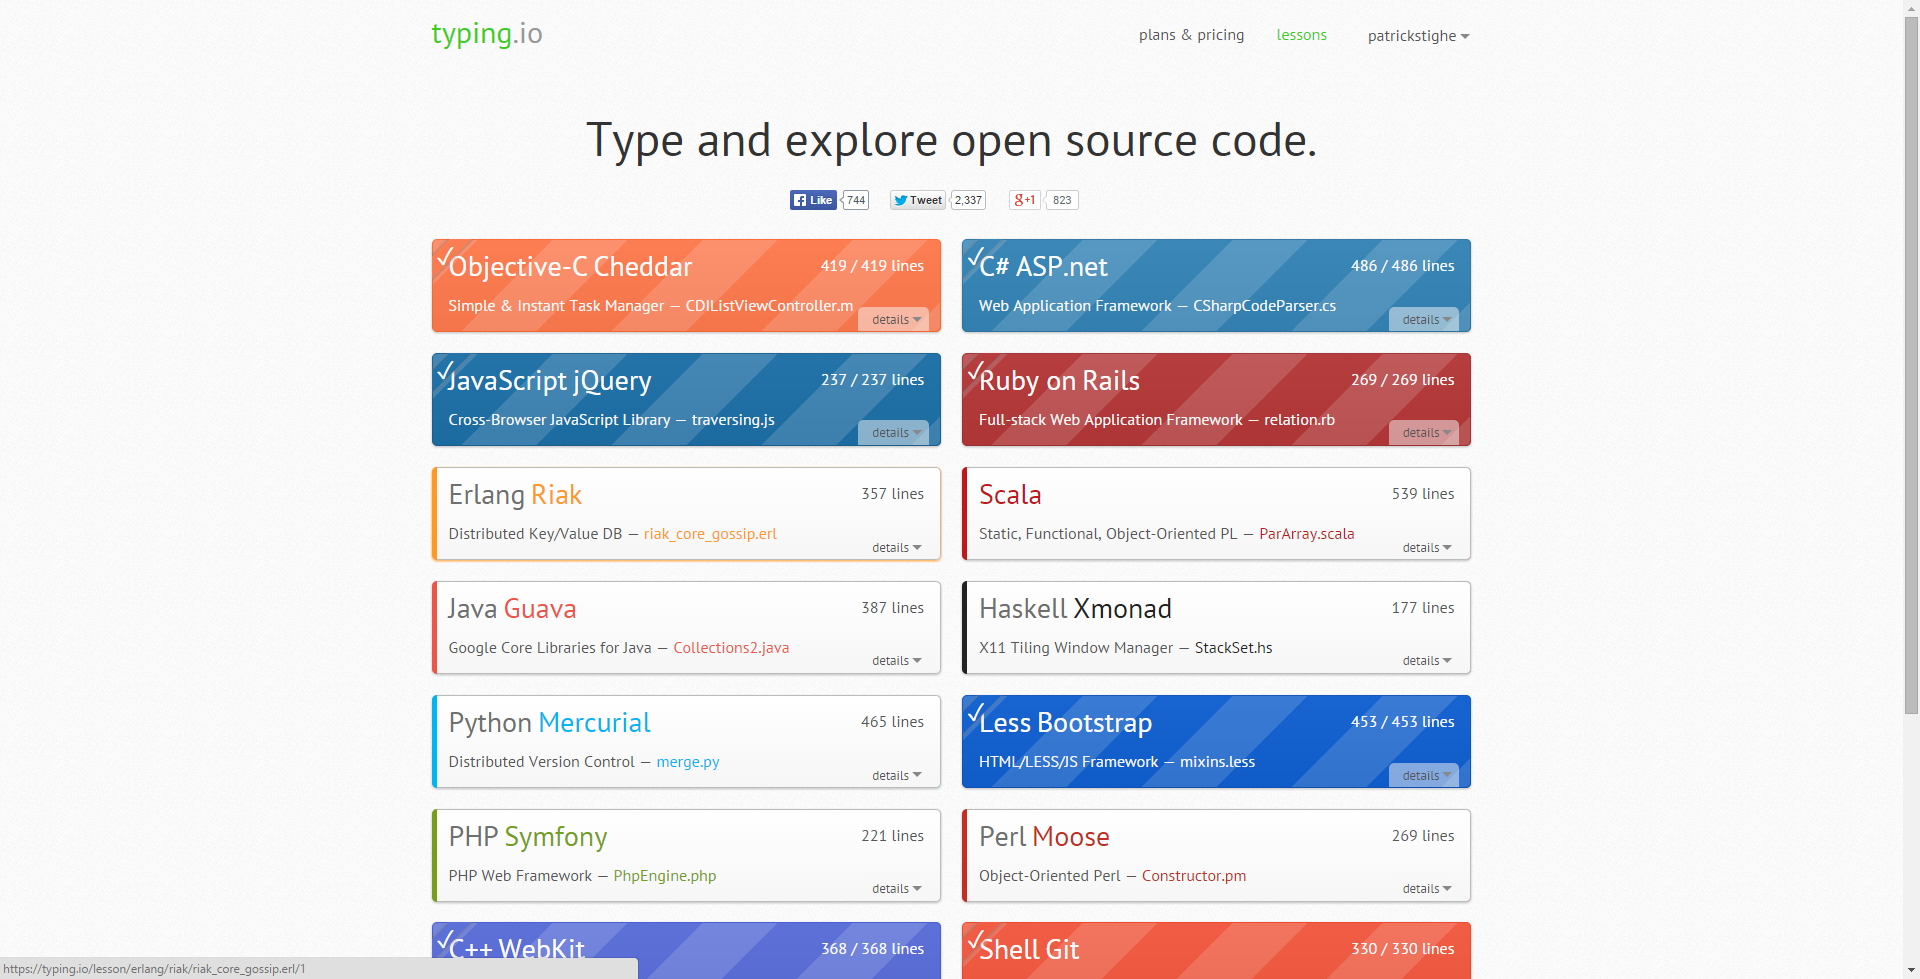 typing.io
plans & pricing
lessons
patrickstighe
Type and explore open source code.
Like
744
Tweet
2,337
g+1
823
Objective-C Cheddar
419 / 419 lines
Simple & Instant Task Manager — CDIListViewController.m
details
C# ASP.net
486 / 486 lines
Web Application Framework — CSharpCodeParser.cs
details
JavaScript jQuery
237 / 237 lines
Cross-Browser JavaScript Library — traversing.js
details
Ruby on Rails
269 / 269 lines
Full-stack Web Application Framework — relation.rb
details
Erlang Riak
357 lines
Distributed Key/Value DB — riak_core_gossip.erl
details
Scala
539 lines
Static, Functional, Object-Oriented PL — ParArray.scala
details
Java Guava
387 lines
Google Core Libraries for Java — Collections2.java
details
Haskell Xmonad
177 lines
X11 Tiling Window Manager — StackSet.hs
details
Python Mercurial
465 lines
Distributed Version Control — merge.py
details
Less Bootstrap
453 / 453 lines
HTML/LESS/JS Framework — mixins.less
details
PHP Symfony
221 lines
PHP Web Framework — PhpEngine.php
details
Perl Moose
269 lines
Object-Oriented Perl — Constructor.pm
details
C++ WebKit
368 / 368 lines
Shell Git
330 / 330 lines
https://typing.io/lesson/erlang/riak/riak_core_gossip.erl/1